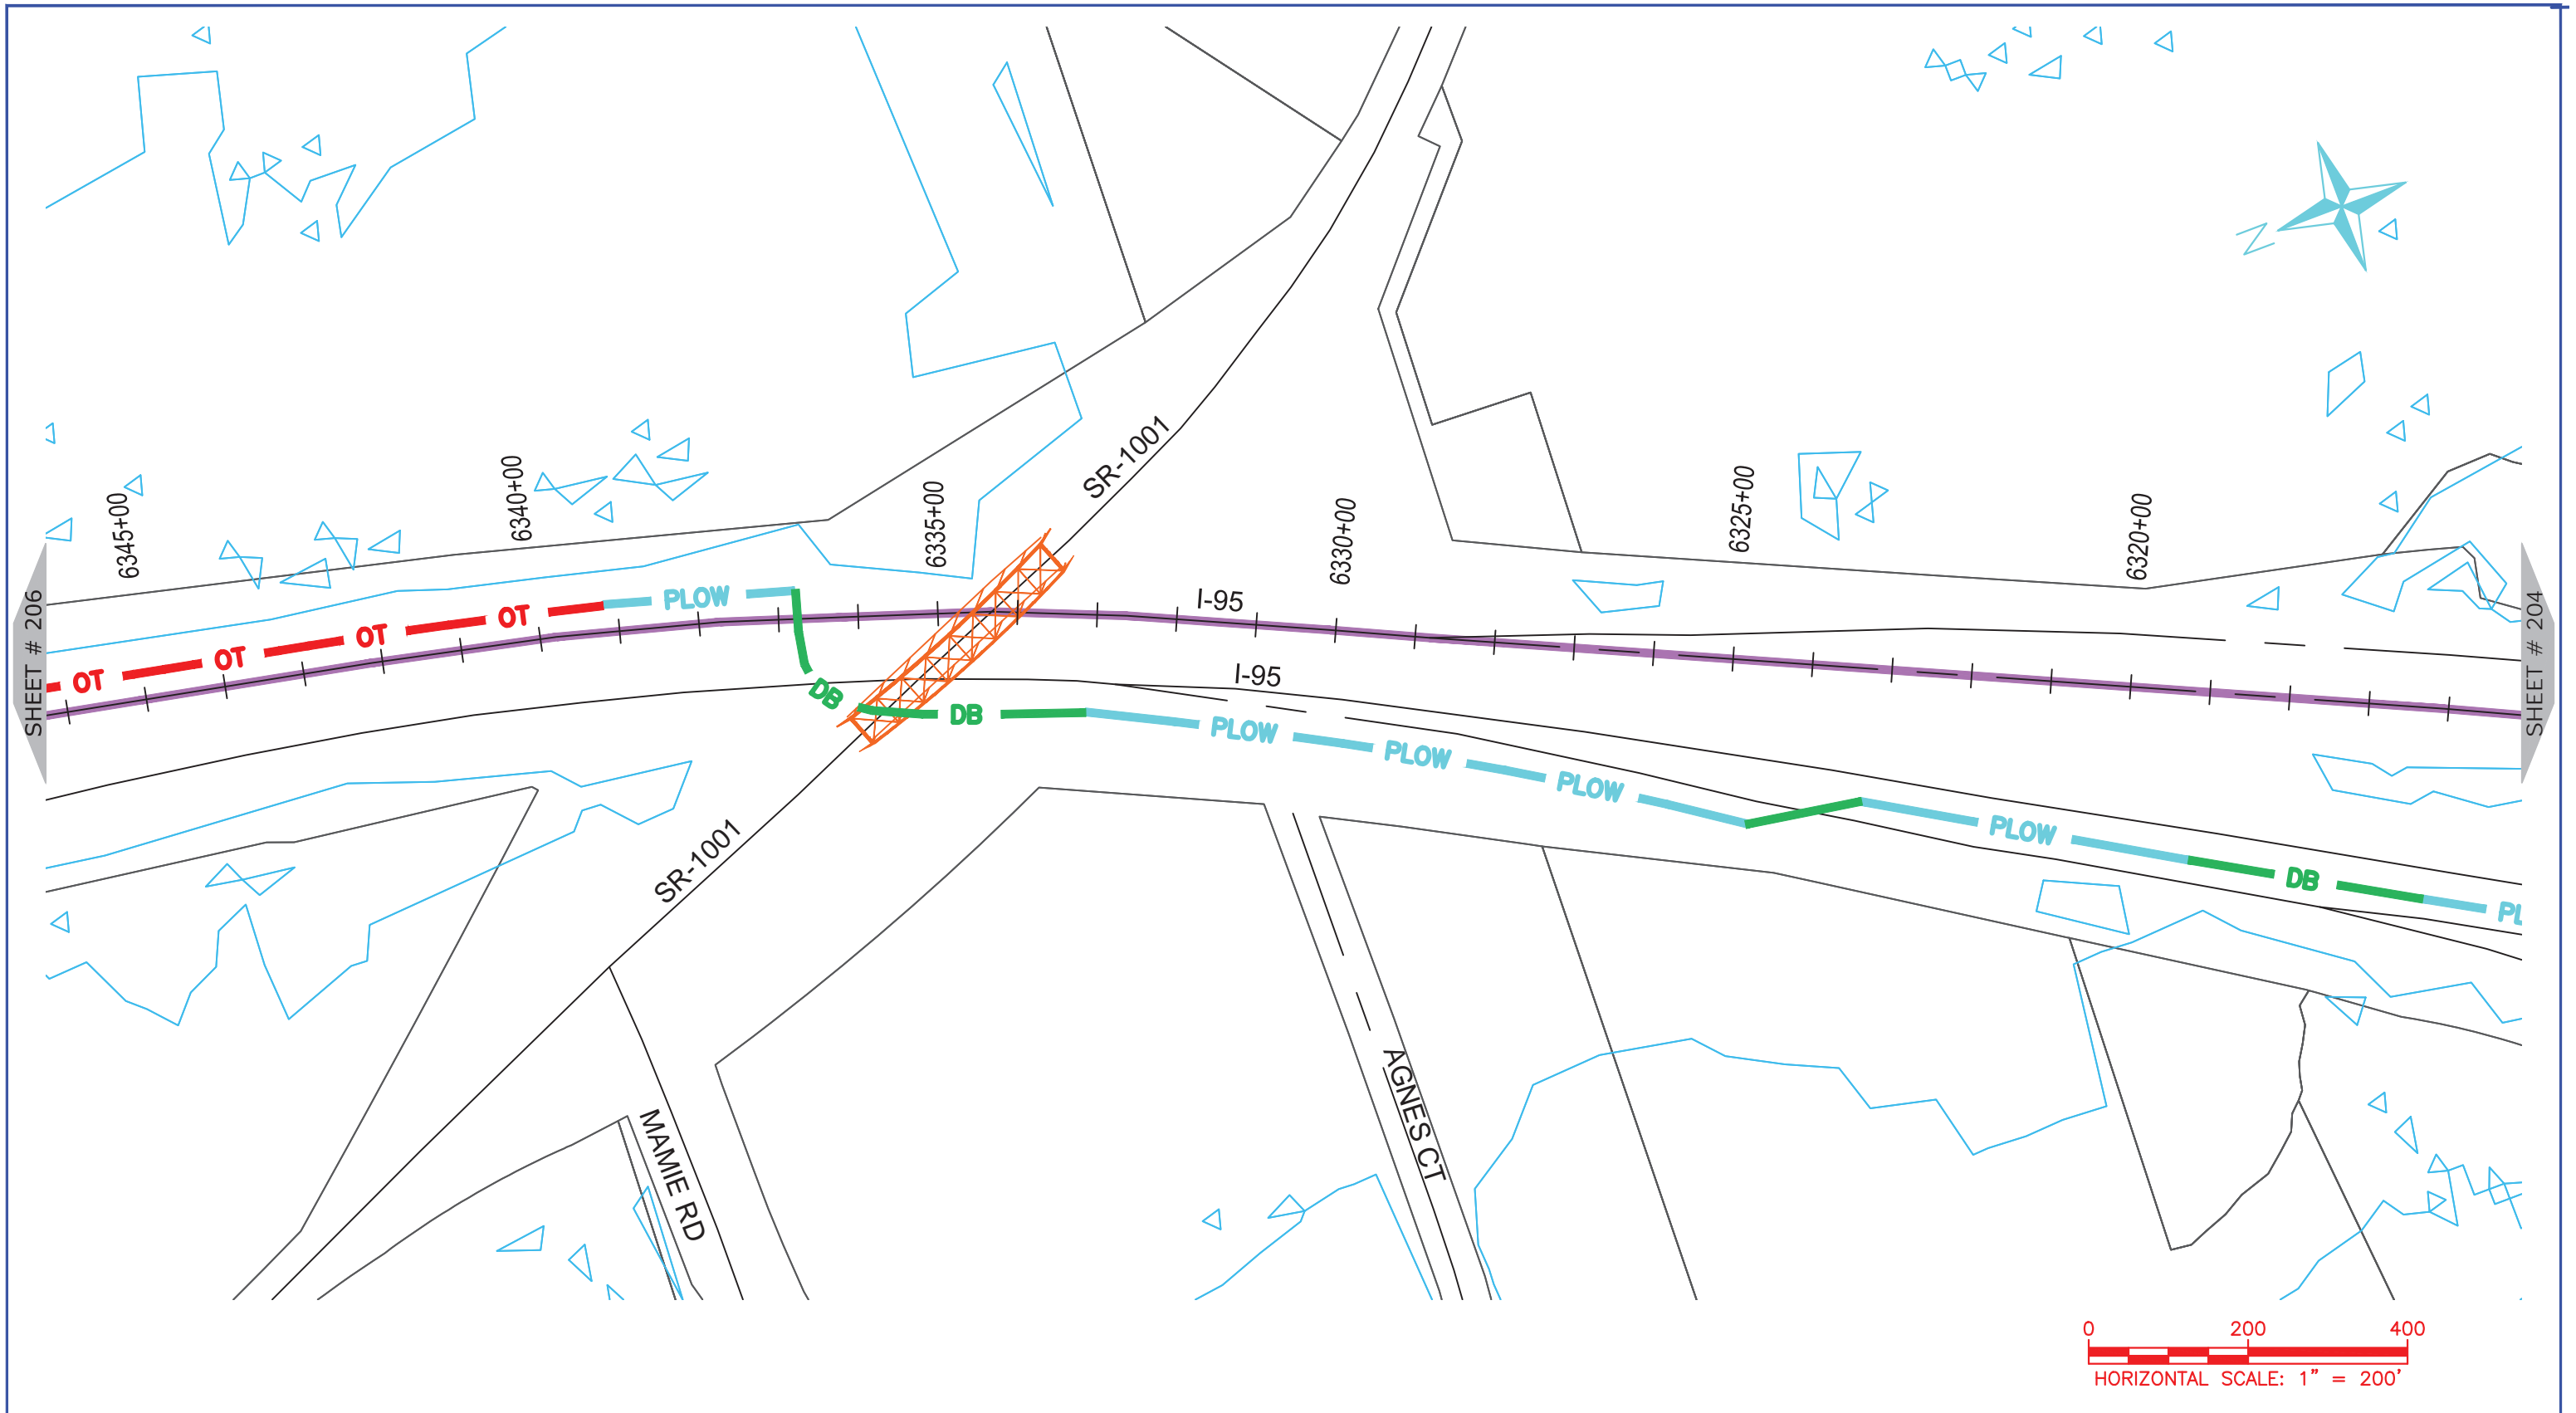 N
SR-1001
6345+00
6340+00
6335+00
6330+00
6325+00
6320+00
SHEET # 206
SHEET # 204
OT
OT
OT
OT
PLOW
I-95
I-95
DB
DB
PLOW
PLOW
PLOW
PLOW
DB
PL
SR-1001
MAMIE RD
AGNES CT
0 200 400
HORIZONTAL SCALE: 1" = 200'